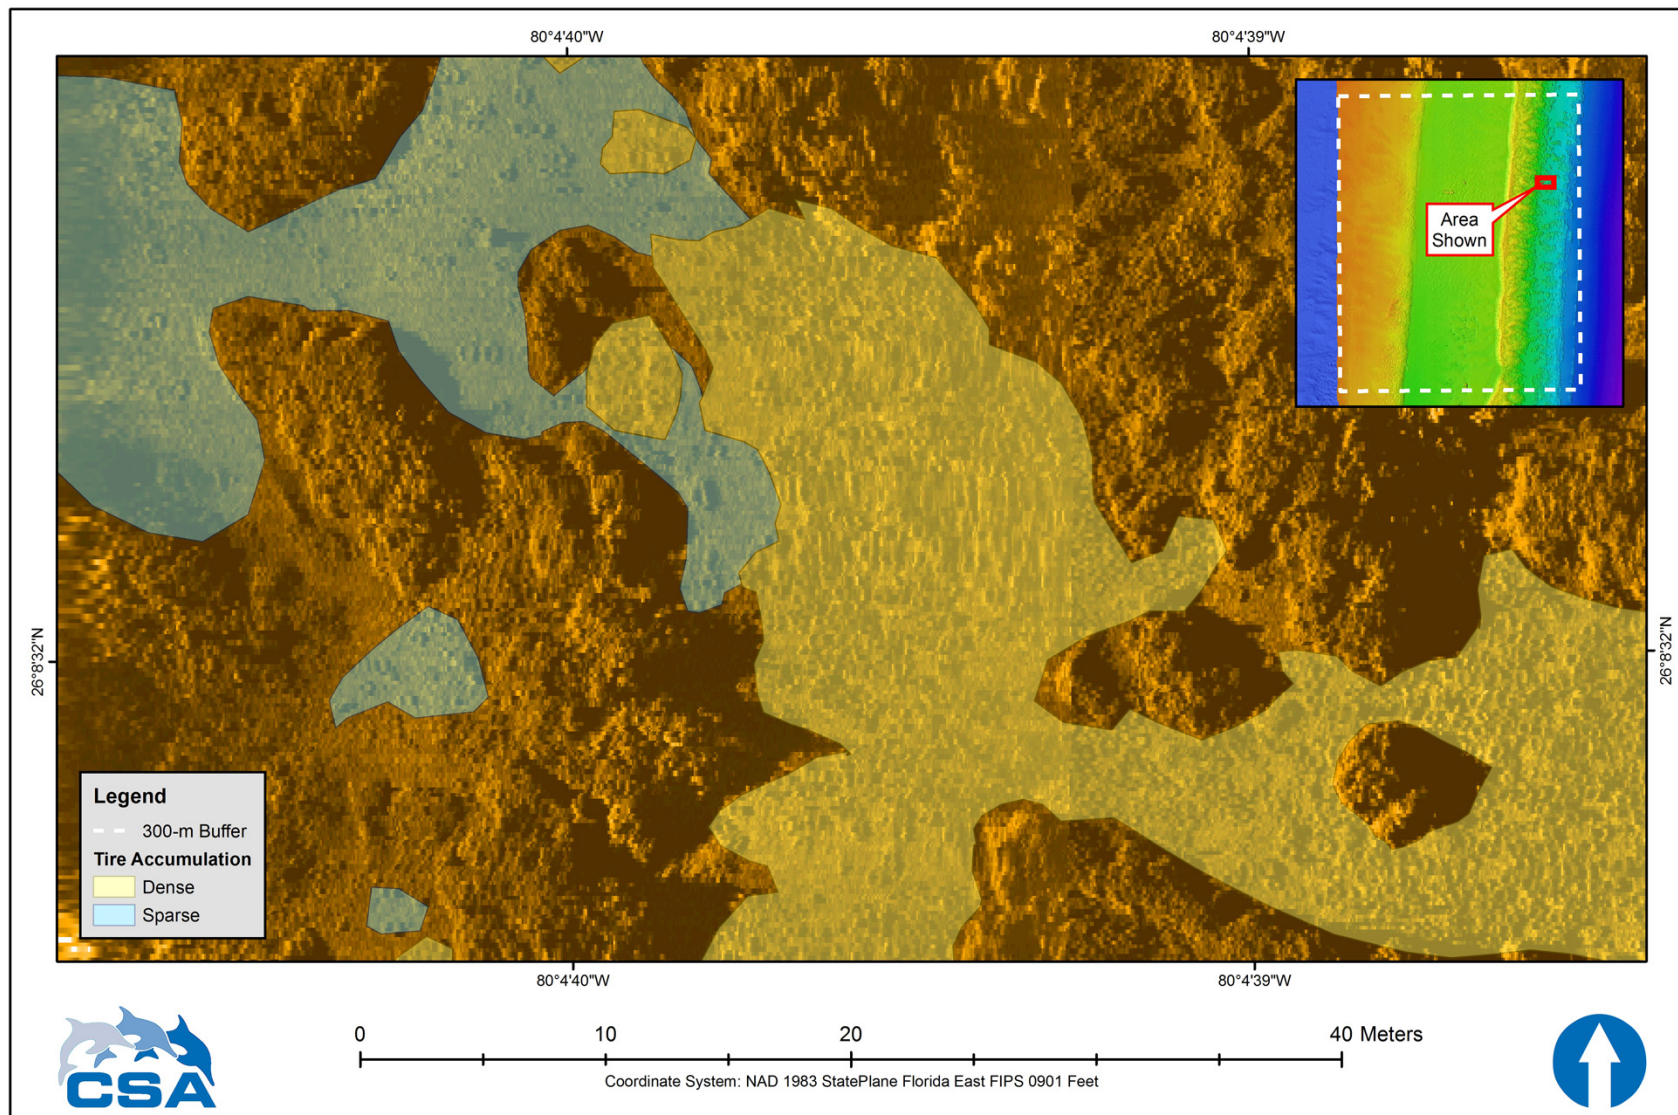 80°4'40"W
80°4'39"W
Area
Shown
26°8'32"N
26°8'32"N
Legend
300-m Buffer
Tire Accumulation
Dense
Sparse
80°4'40"W
80°4'39"W
0 10 20 40 Meters
Coordinate System: NAD 1983 StatePlane Florida East FIPS 0901 Feet
CSA